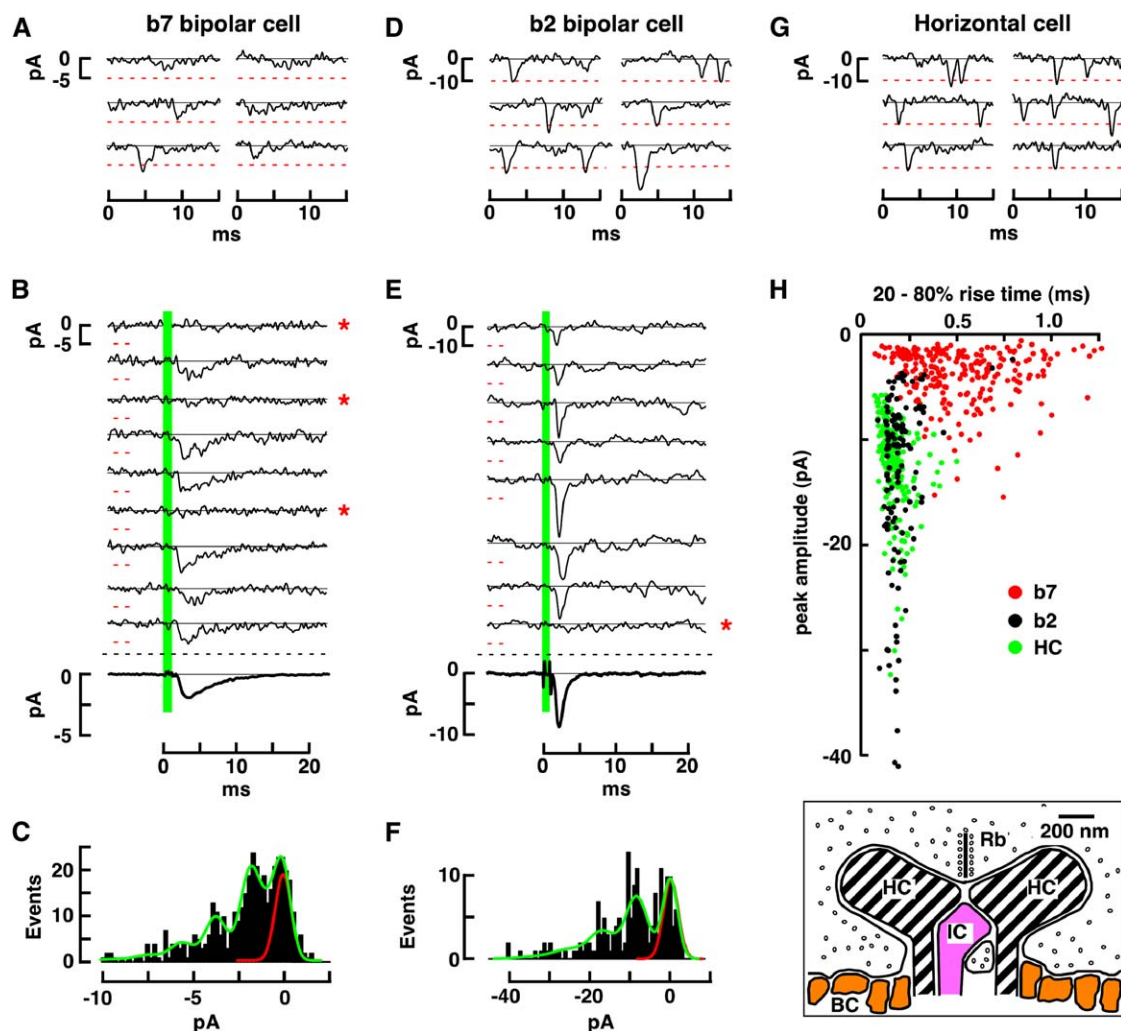 A
b7 bipolar cell
D
b2 bipolar cell
G
Horizontal cell
pA
0
-5
pA
0
-10
pA
0
-10
0 10
0 10
ms
0 10
0 10
ms
0 10
0 10
ms
B
E
H
20 - 80% rise time (ms)
0 0.5 1.0
pA
0
-5
*
*
*
pA
0
-10
*
peak amplitude (pA)
-20
-40
b7
b2
HC
pA
0
-5
0 10 20
ms
pA
0
-10
0 10 20
ms
C
Events
20
10
0
-10 -5 0
pA
F
Events
10
0
-40 -20 0
pA
200 nm
Rb
HC
HC
IC
BC